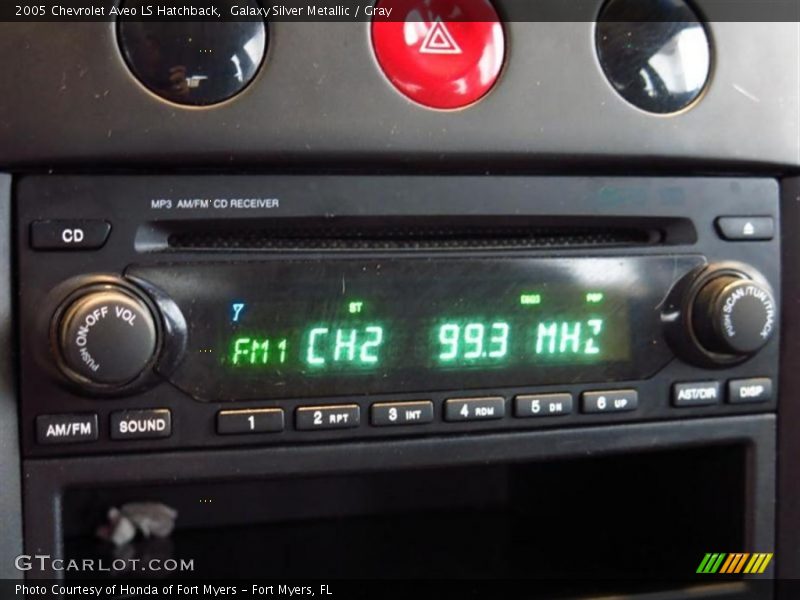 2005 Chevrolet Aveo LS Hatchback,  Galaxy Silver Metallic / Gray
MP3 AM/FM CD RECEIVER
CD
PUSH ON-OFF VOL
PUSH SCAN/TUN/TRACK
ST
POP
FM1 CH2 99.3 MHZ
AM/FM
SOUND
1
2 RPT
3 INT
4 RDM
5 DN
6 UP
AST/DIR
DISP
GTCARLOT.COM
Photo Courtesy of Honda of Fort Myers – Fort Myers, FL